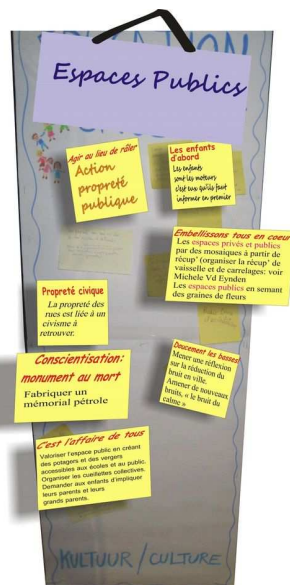 Espaces Publics
Agir au lieu de râler
Action
propreté
publique
Les enfants
d'abord
Les enfants
sont les moteurs
c'est eux qu'ils faut
informer en premier
Embellissons tous en coeur
Les espaces privés et publics
par des mosaïques à partir de
récup' (organiser la récup' de
vaisselle et de carrelages: voir
Michele Vd Eynden
Les espaces publics en semant
des graines de fleurs
Propreté civique
La propreté des
rues est liée à un
civisme à
retrouver.
Conscientisation:
monument au mort
Fabriquer un
mémorial pétrole
Doucement les basses
Mener une réflexion
sur la réduction du
bruit en ville.
Amener de nouveaux
bruits, « le bruit du
calme »
C'est l'affaire de tous
Valoriser l'espace public en créant
des potagers et des vergers
accessibles aux écoles et au public.
Organiser les cueillettes collectives.
Demander aux enfants d'impliquer
leurs parents et leurs
grands parents.
KULTUUR / CULTURE